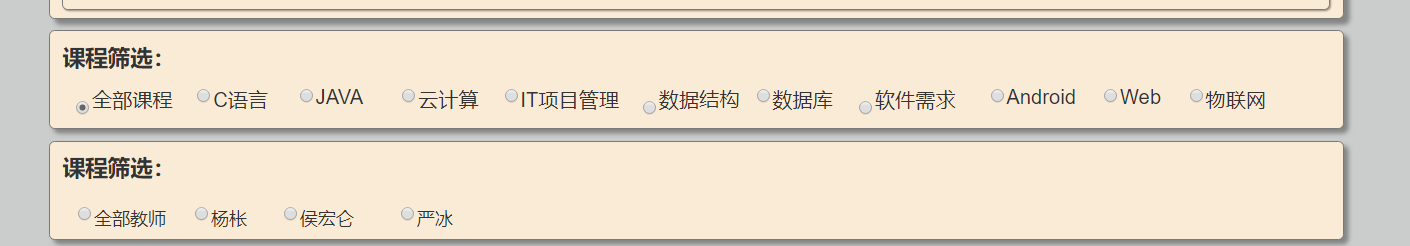 课程筛选：
全部课程 C语言 JAVA 云计算 IT项目管理 数据结构 数据库 软件需求 Android Web 物联网
课程筛选：
全部教师 杨枨 侯宏仑 严冰